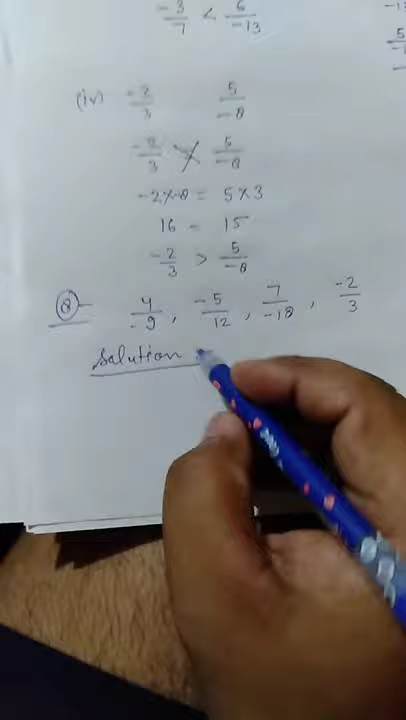 -3/7 < 6/-13
(iv) -2/3 5/-8
-2/3 5/-8
-2×-8 = 5×3
16 = 15
-2/3 > 5/-8
Q- 4/-9, -5/12, 7/-18, -2/3
Solution